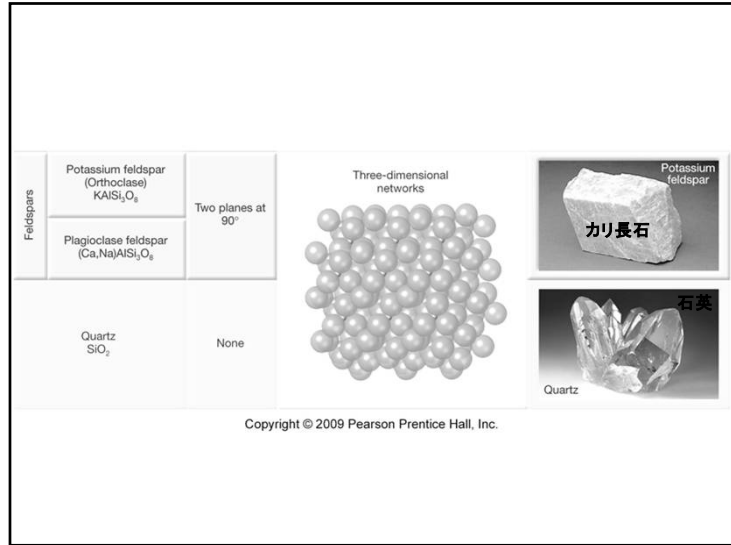 Feldspars
Potassium feldspar
(Orthoclase)
KAlSi₃O₈
Plagioclase feldspar
(Ca,Na)AlSi₃O₈
Two planes at
90°
Three-dimensional
networks
Potassium
feldspar
カリ長石
Quartz
SiO₂
None
石英
Quartz
Copyright © 2009 Pearson Prentice Hall, Inc.